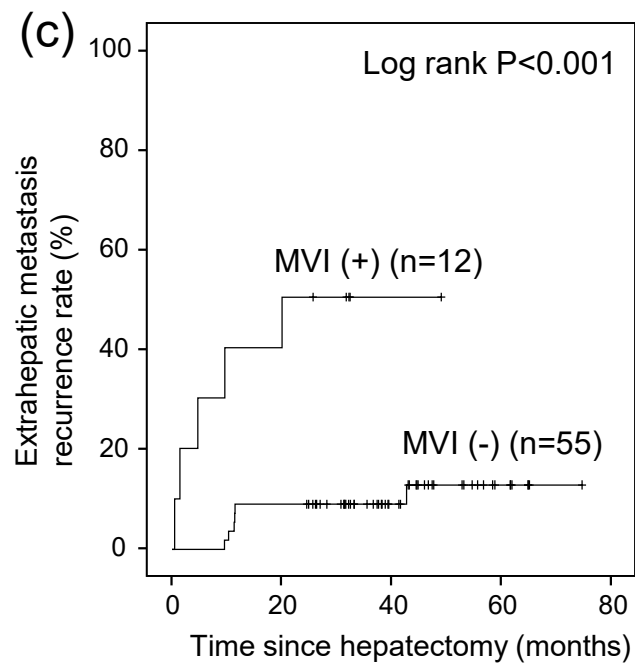 (c)
100
80
60
40
20
0
Extrahepatic metastasis
recurrence rate (%)
Log rank P<0.001
MVI (+) (n=12)
MVI (-) (n=55)
0 20 40 60 80
Time since hepatectomy (months)